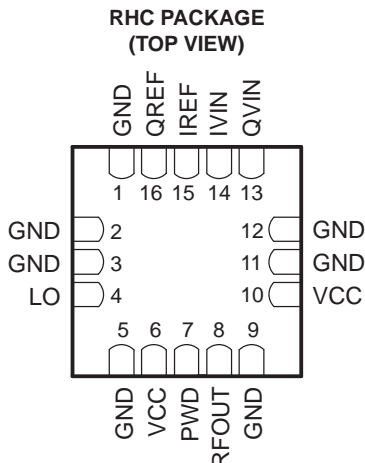 RHC PACKAGE
(TOP VIEW)
GND QREF IREF IVIN QVIN
1 16 15 14 13
GND 2 12 GND
GND 3 11 GND
LO 4 10 VCC
5 6 7 8 9
GND VCC PWD RFOUT GND